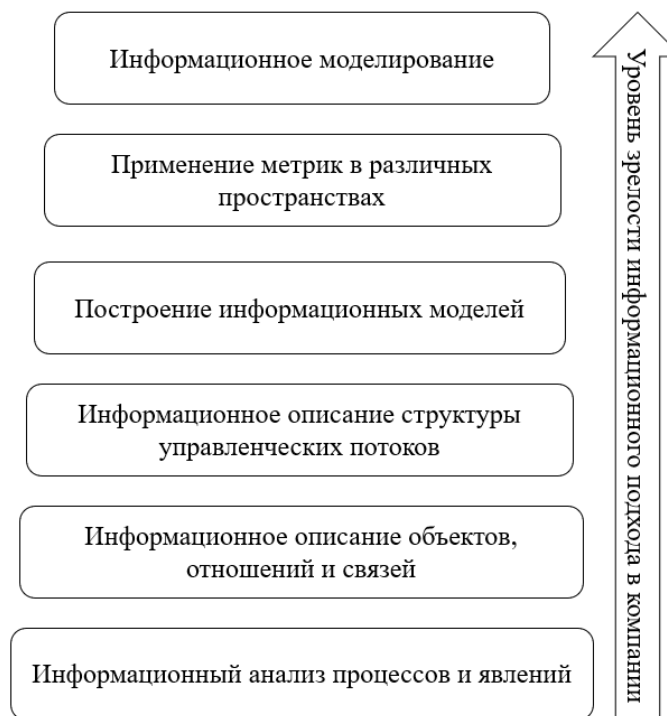 Информационное моделирование
Применение метрик в различных
пространствах
Построение информационных моделей
Информационное описание структуры
управленческих потоков
Информационное описание объектов,
отношений и связей
Информационный анализ процессов и явлений
Уровень зрелости информационного подхода в компании